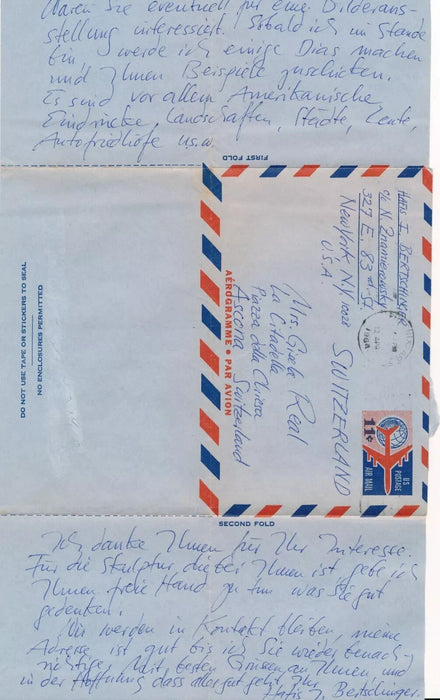 Wären Sie eventuell für eine Bilderaus-
stellung interessiert. Sobald ich im Stande
bin, werde ich einige Dias machen
und Ihnen Beispiele zuschicken.
Es sind vor allem Amerikanische
Eindrücke, Landschaften, Städte, Leute,
Autofriedhöfe usw.
FIRST FOLD
DO NOT USE TAPE OR STICKERS TO SEAL
NO ENCLOSURES PERMITTED
HATIS I. BERTSCHINGER
c/o N. Znamierowsky
327 E. 83rd St
New York, N.Y. 10028
U.S.A.
AÉROGRAMME • PAR AVION
Mrs Gisela Real
La Cittadella
Piazza della Chiesa
Ascona Switzerland
SWITZERLAND
1968
11¢
US
POSTAGE
AIR MAIL
SECOND FOLD
Ich danke Ihnen für Ihr Interesse.
Für die Skulptur, die bei Ihnen ist, gebe ich
Ihnen freie Hand zu tun was Sie gut
gedenken.
Wir werden in Kontakt bleiben, meine
Adresse ist gut bis ich Sie wieder benach-
richtige. Mit besten Grüssen an Ihnen, und
in der Hoffnung dass alles gut geht, Ihr
Hatis I. Bertschinger.